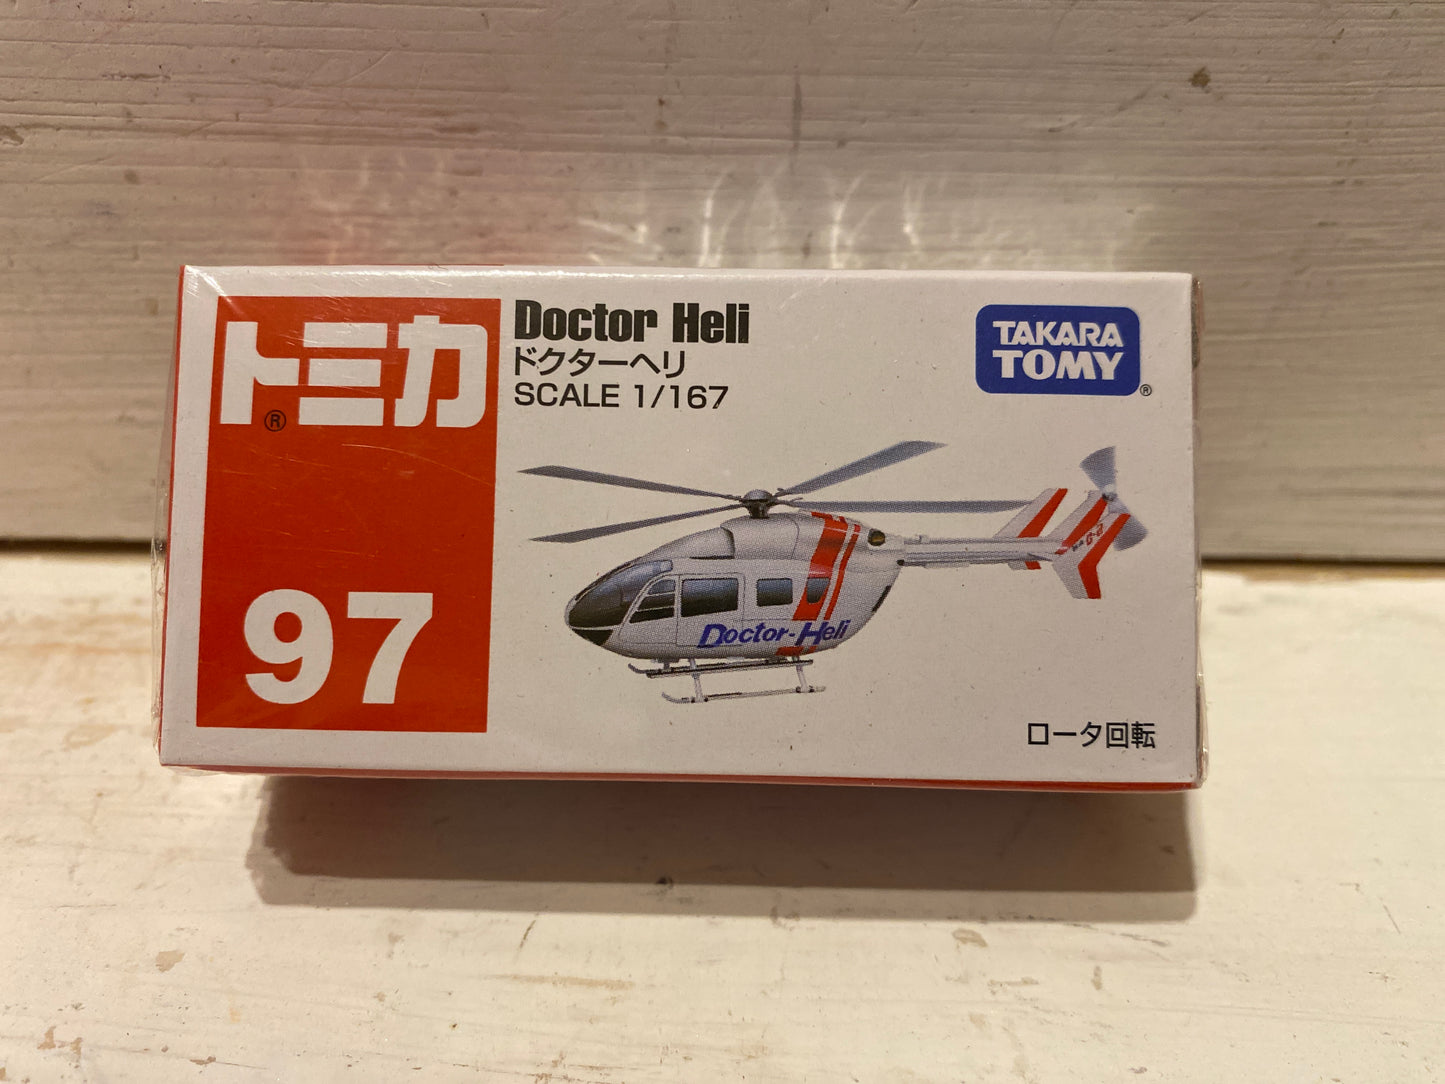 トミカ
®
97
Doctor Heli
ドクターヘリ
SCALE 1/167
TAKARA
TOMY
®
Doctor-Heli
ロータ回転